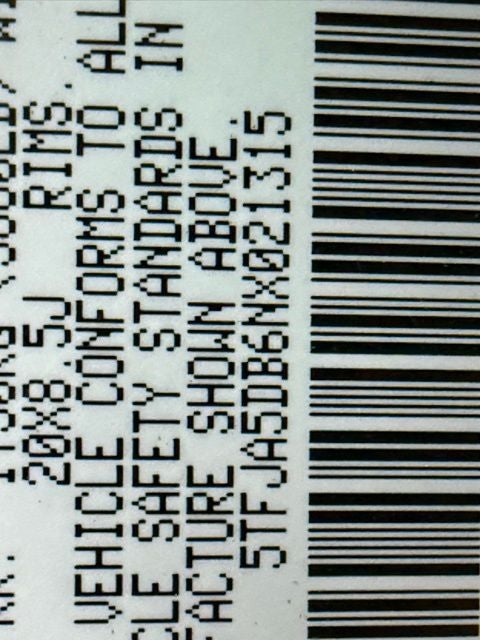 20X8.5J RIMS.
VEHICLE CONFORMS TO ALL
CLE SAFETY STANDARDS IN
FACTURE SHOWN ABOVE.
5TFJA5DB6NX021315